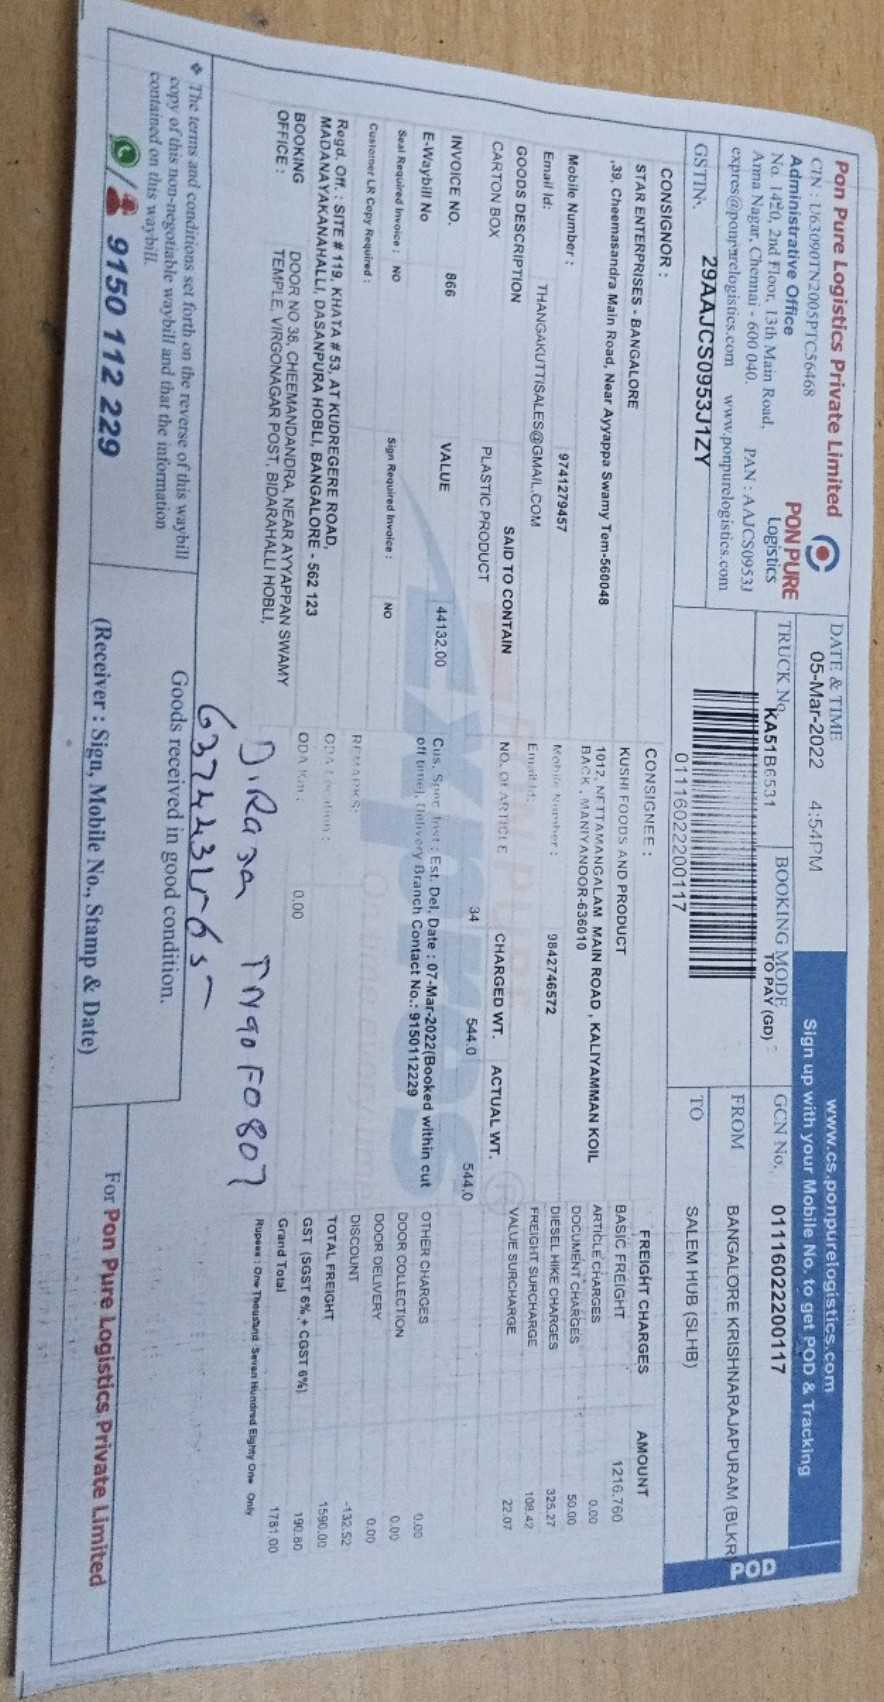 Pon Pure Logistics Private Limited
CIN : U63090TN2005PTC56468
Administrative Office
No. 1420, 2nd Floor, 13th Main Road,
Anna Nagar, Chennai - 600 040.
PAN : AAJCS0953J
expres@ponpurelogistics.com www.ponpurelogistics.com
PON PURE
Logistics
GSTIN. 29AAJCS0953J1ZY
DATE & TIME
05-Mar-2022 4:54PM
TRUCK No.
KA51B6531
BOOKING MODE
TO PAY (GD)
01116022200117
www.cs.ponpurelogistics.com
Sign up with your Mobile No. to get POD & Tracking
GCN No. 01116022200117
FROM BANGALORE KRISHNARAJAPURAM (BLKR
TO SALEM HUB (SLHB)
POD
CONSIGNOR :
STAR ENTERPRISES - BANGALORE
,39, Cheemasandra Main Road, Near Ayyappa Swamy Tem-560048
Mobile Number : 9741279457
Email Id: THANGAKUTTISALES@GMAIL.COM
CONSIGNEE :
KUSHI FOODS AND PRODUCT
1012, NETTAMANGALAM MAIN ROAD , KALIYAMMAN KOIL
BACK , MANIYANOOR-636010
Mobile Number : 9842746572
Email Id:
GOODS DESCRIPTION SAID TO CONTAIN NO. OF ARTICLE CHARGED WT. ACTUAL WT.
CARTON BOX PLASTIC PRODUCT 34 544.0 544.0
INVOICE NO. 866 VALUE 44132.00
E-Waybill No
Cus. Spec. Inst : Est. Del. Date : 07-Mar-2022(Booked within cut
off time), Delivery Branch Contact No.: 9150112229
Seal Required Invoice : NO Sign Required Invoice : NO
Customer LR Copy Required :
REMARKS:
Regd. Off. : SITE # 119, KHATA # 53, AT KUDREGERE ROAD,
MADANAYAKANAHALLI, DASANPURA HOBLI, BANGALORE - 562 123
ODA Location :
BOOKING OFFICE : DOOR NO 38, CHEEMANDANDRA, NEAR AYYAPPAN SWAMY
TEMPLE, VIRGONAGAR POST, BIDARAHALLI HOBLI,
ODA Km : 0.00
FREIGHT CHARGES AMOUNT
BASIC FREIGHT 1216.760
ARTICLE CHARGES 0.00
DOCUMENT CHARGES 50.00
DIESEL HIKE CHARGES 325.27
FREIGHT SURCHARGE 108.42
VALUE SURCHARGE 22.07
OTHER CHARGES 0.00
DOOR COLLECTION 0.00
DOOR DELIVERY 0.00
DISCOUNT -132.52
TOTAL FREIGHT 1590.00
GST (SGST 6% + CGST 6%) 190.80
Grand Total 1781.00
Rupees : One Thousand Seven Hundred Eighty One Only
D. Raja TN90F0807
❖ The terms and conditions set forth on the reverse of this waybill
copy of this non-negotiable waybill and that the information
contained on this waybill.
9150 112 229
Goods received in good condition.
(Receiver : Sign, Mobile No., Stamp & Date)
For Pon Pure Logistics Private Limited